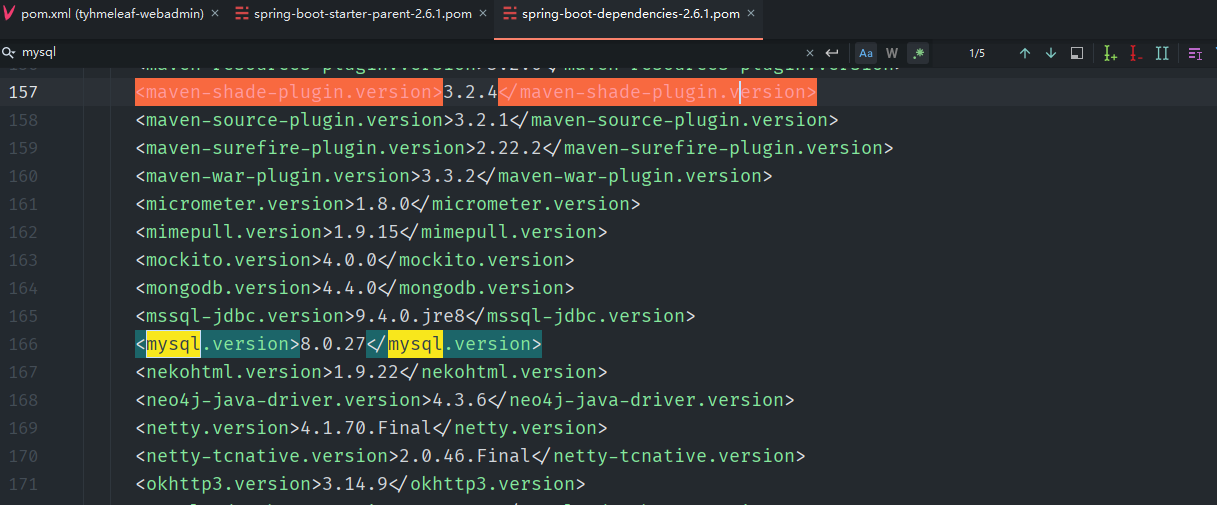 pom.xml (tyhmeleaf-webadmin) × spring-boot-starter-parent-2.6.1.pom × spring-boot-dependencies-2.6.1.pom ×
mysql × Aa W .* 1/5
157 <maven-shade-plugin.version>3.2.4</maven-shade-plugin.version>
158 <maven-source-plugin.version>3.2.1</maven-source-plugin.version>
159 <maven-surefire-plugin.version>2.22.2</maven-surefire-plugin.version>
160 <maven-war-plugin.version>3.3.2</maven-war-plugin.version>
161 <micrometer.version>1.8.0</micrometer.version>
162 <mimepull.version>1.9.15</mimepull.version>
163 <mockito.version>4.0.0</mockito.version>
164 <mongodb.version>4.4.0</mongodb.version>
165 <mssql-jdbc.version>9.4.0.jre8</mssql-jdbc.version>
166 <mysql.version>8.0.27</mysql.version>
167 <nekohtml.version>1.9.22</nekohtml.version>
168 <neo4j-java-driver.version>4.3.6</neo4j-java-driver.version>
169 <netty.version>4.1.70.Final</netty.version>
170 <netty-tcnative.version>2.0.46.Final</netty-tcnative.version>
171 <okhttp3.version>3.14.9</okhttp3.version>